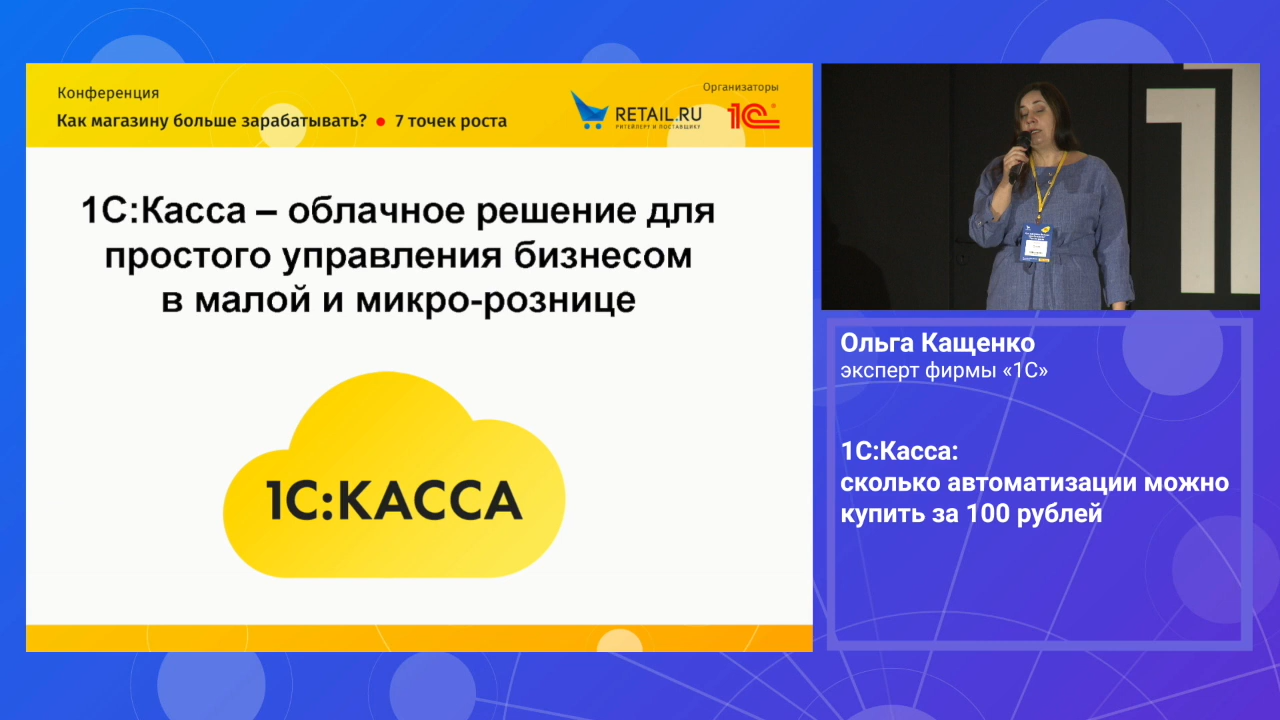 Конференция
Как магазину больше зарабатывать? • 7 точек роста
Организаторы
RETAIL.RU
РИТЕЙЛЕРУ И ПОСТАВЩИКУ
1С
1С:Касса – облачное решение для
простого управления бизнесом
в малой и микро-рознице
1С:КАССА
Ольга Кащенко
эксперт фирмы «1С»
1С:Касса:
сколько автоматизации можно
купить за 100 рублей